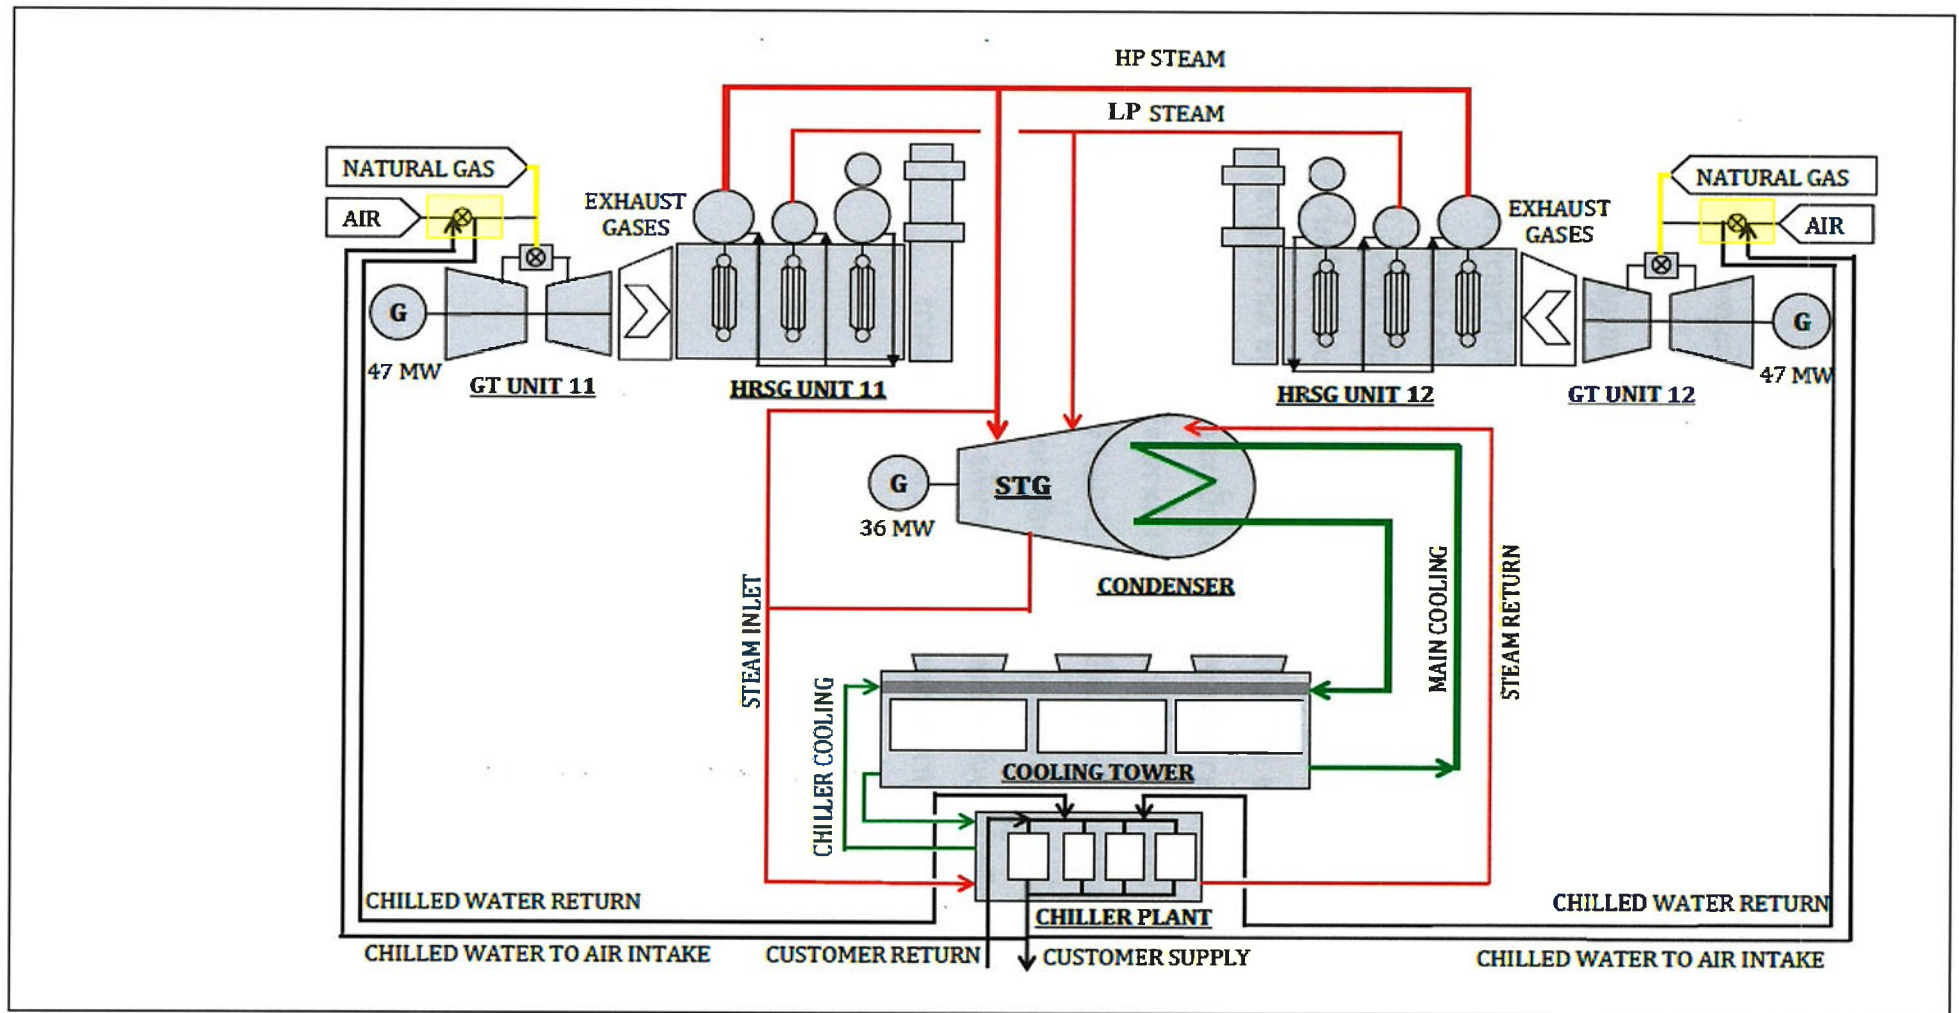 HP STEAM
LP STEAM
NATURAL GAS
NATURAL GAS
EXHAUST
GASES
EXHAUST
GASES
AIR
AIR
G
G
47 MW
47 MW
GT UNIT 11
HRSG UNIT 11
HRSG UNIT 12
GT UNIT 12
G
STG
36 MW
CONDENSER
STEAM INLET
CHILLER COOLING
MAIN COOLING
STEAM RETURN
COOLING TOWER
CHILLED WATER RETURN
CHILLED WATER RETURN
CHILLER PLANT
CHILLED WATER TO AIR INTAKE
CUSTOMER RETURN
CUSTOMER SUPPLY
CHILLED WATER TO AIR INTAKE